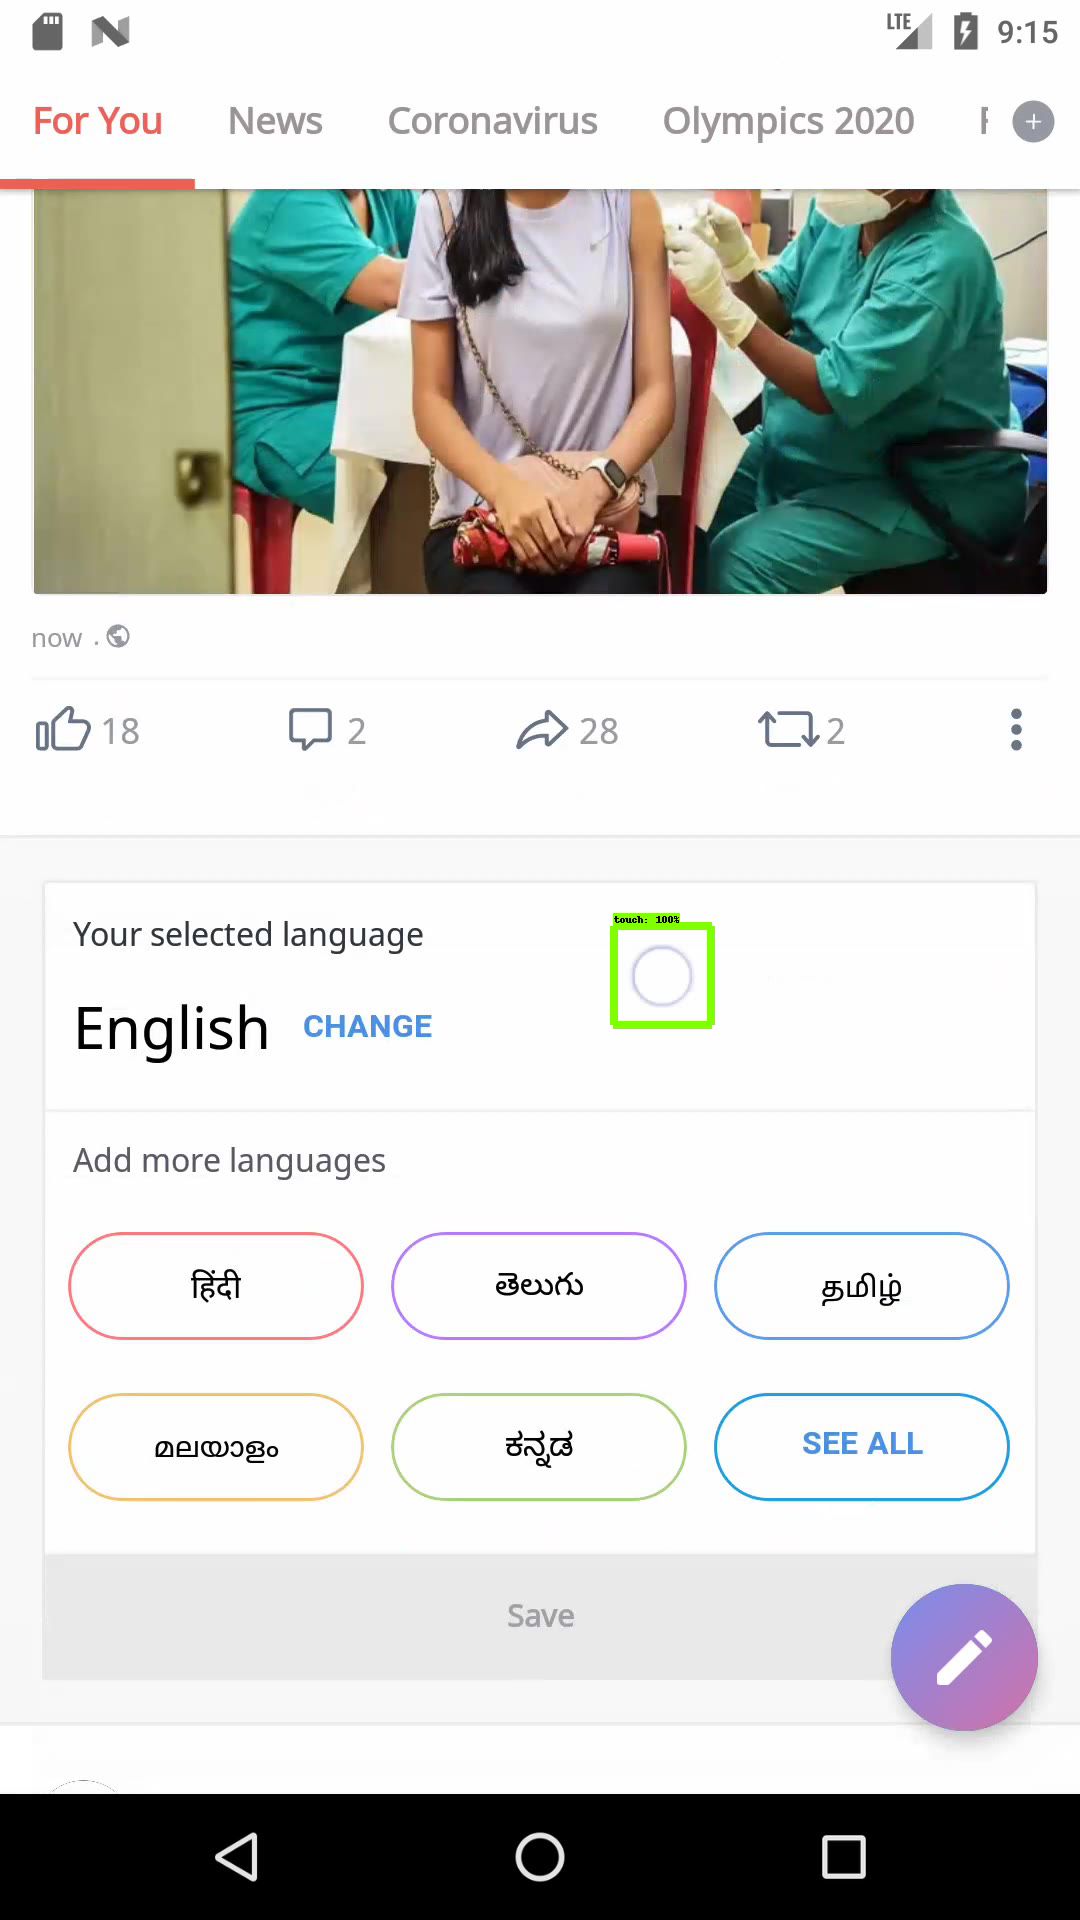 LTE 9:15
For You News Coronavirus Olympics 2020
now .
18 2 28 2
Your selected language
touch: 100%
English CHANGE
Add more languages
हिंदी తెలుగు தமிழ்
മലയാളം ಕನ್ನಡ SEE ALL
Save